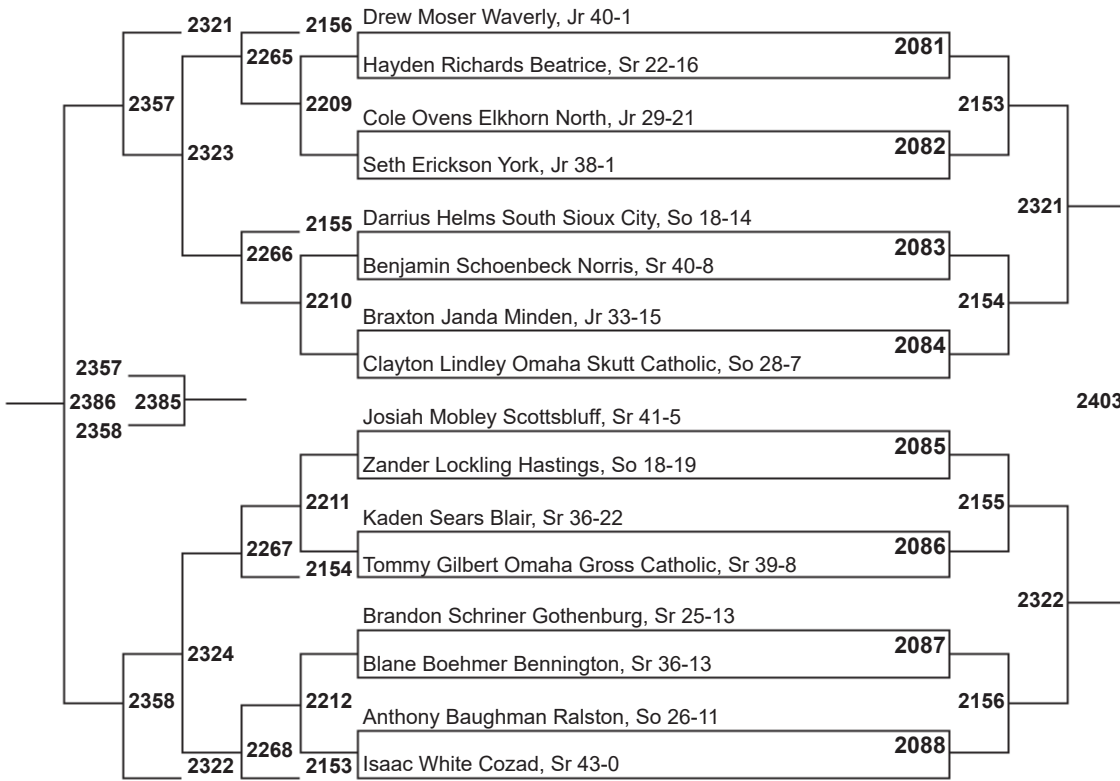 Drew Moser Waverly, Jr 40-1
2321
2156
2081
2265
Hayden Richards Beatrice, Sr 22-16
2357
2209
2153
Cole Ovens Elkhorn North, Jr 29-21
2082
2323
Seth Erickson York, Jr 38-1
2321
Darrius Helms South Sioux City, So 18-14
2155
2083
2266
Benjamin Schoenbeck Norris, Sr 40-8
2210
2154
Braxton Janda Minden, Jr 33-15
2084
Clayton Lindley Omaha Skutt Catholic, So 28-7
2357
2386 2385
2403
2358
Josiah Mobley Scottsbluff, Sr 41-5
2085
Zander Lockling Hastings, So 18-19
2211
2155
Kaden Sears Blair, Sr 36-22
2086
2267
Tommy Gilbert Omaha Gross Catholic, Sr 39-8
2154
2322
Brandon Schriner Gothenburg, Sr 25-13
2087
2324
Blane Boehmer Bennington, Sr 36-13
2358
2212
2156
Anthony Baughman Ralston, So 26-11
2088
2268
Isaac White Cozad, Sr 43-0
2322
2153